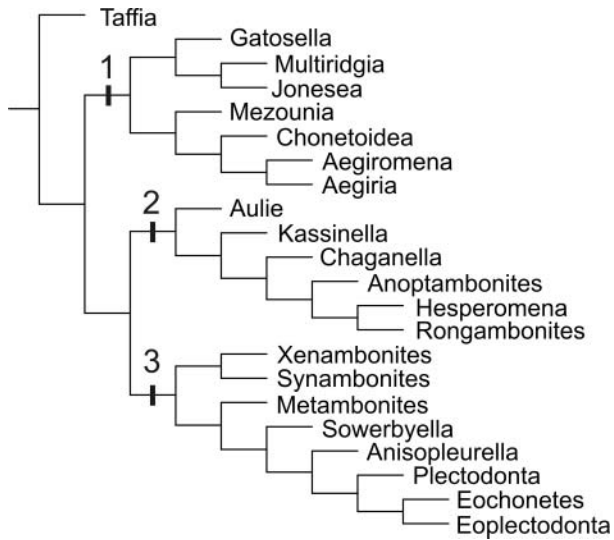 Taffia
Gatosella
1
Multiridgia
Jonesea
Mezounia
Chonetoidea
Aegiromena
Aegiria
2
Aulie
Kassinella
Chaganella
Anoptambonites
Hesperomena
Rongambonites
3
Xenambonites
Synambonites
Metambonites
Sowerbyella
Anisopleurella
Plectodonta
Eochonetes
Eoplectodonta